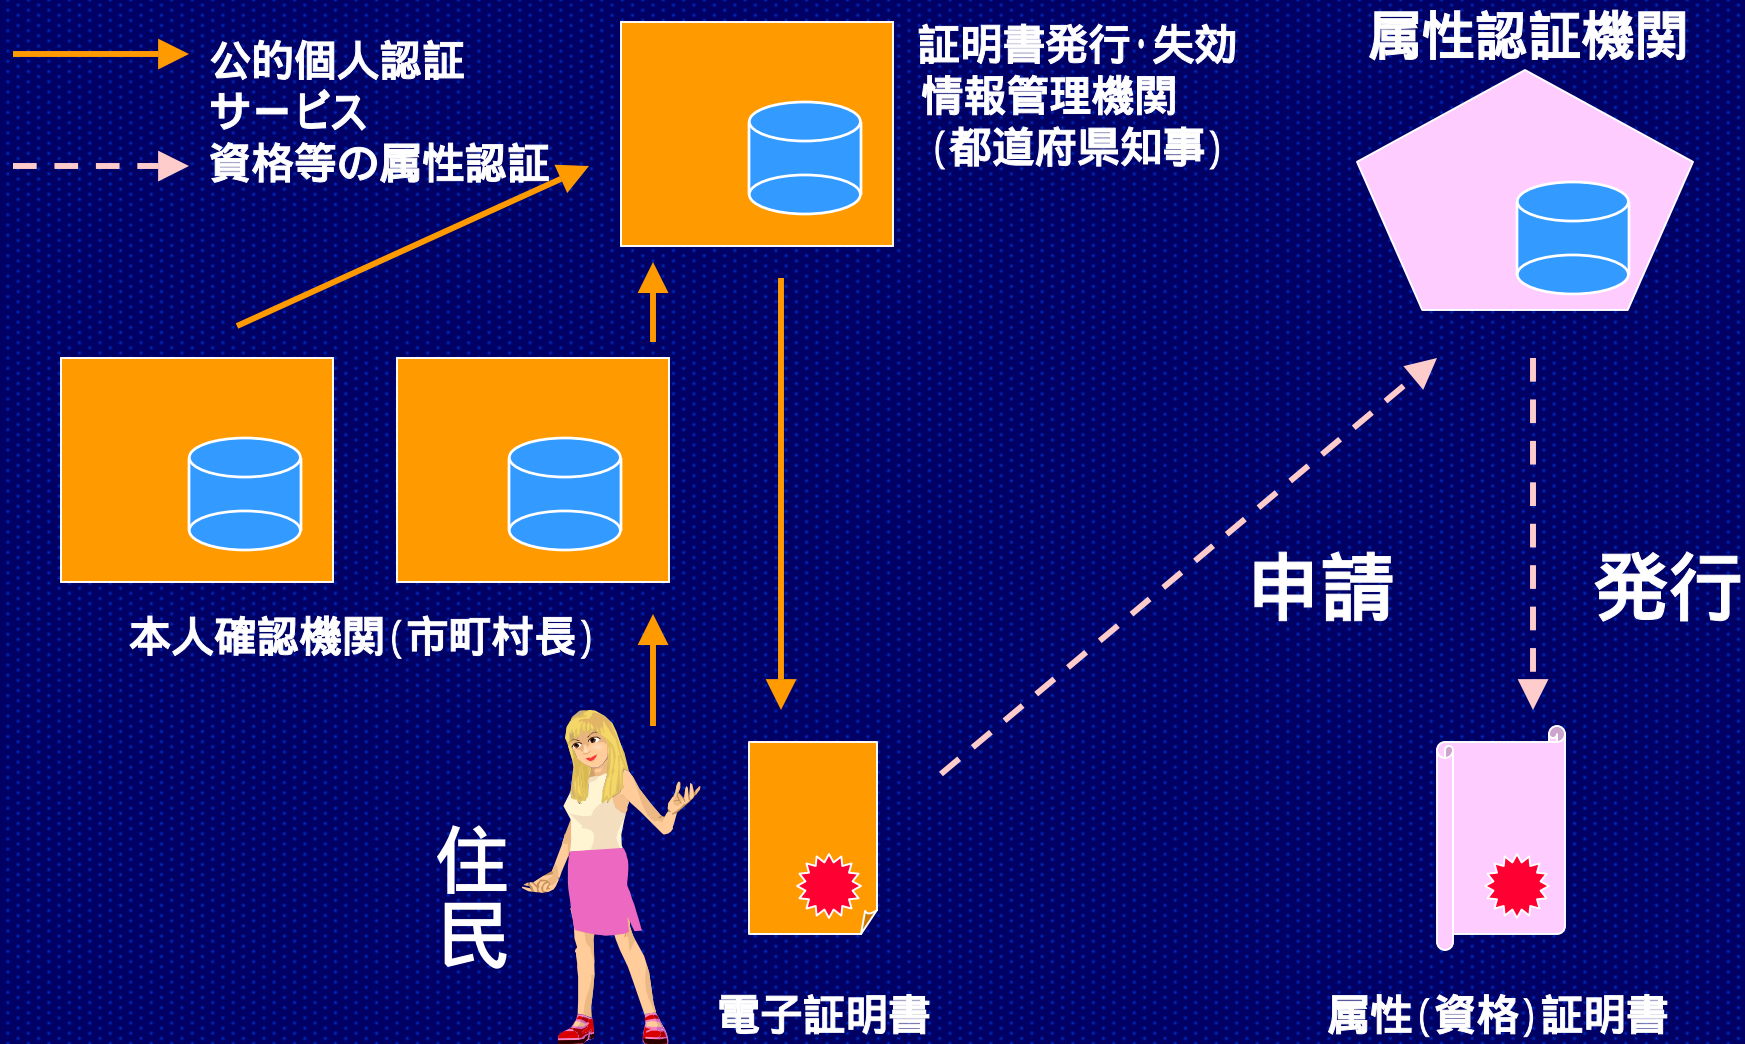 公的個人認証
サービス
資格等の属性認証
証明書発行・失効
情報管理機関
(都道府県知事)
属性認証機関
本人確認機関(市町村長)
申請
発行
住
民
電子証明書
属性(資格)証明書